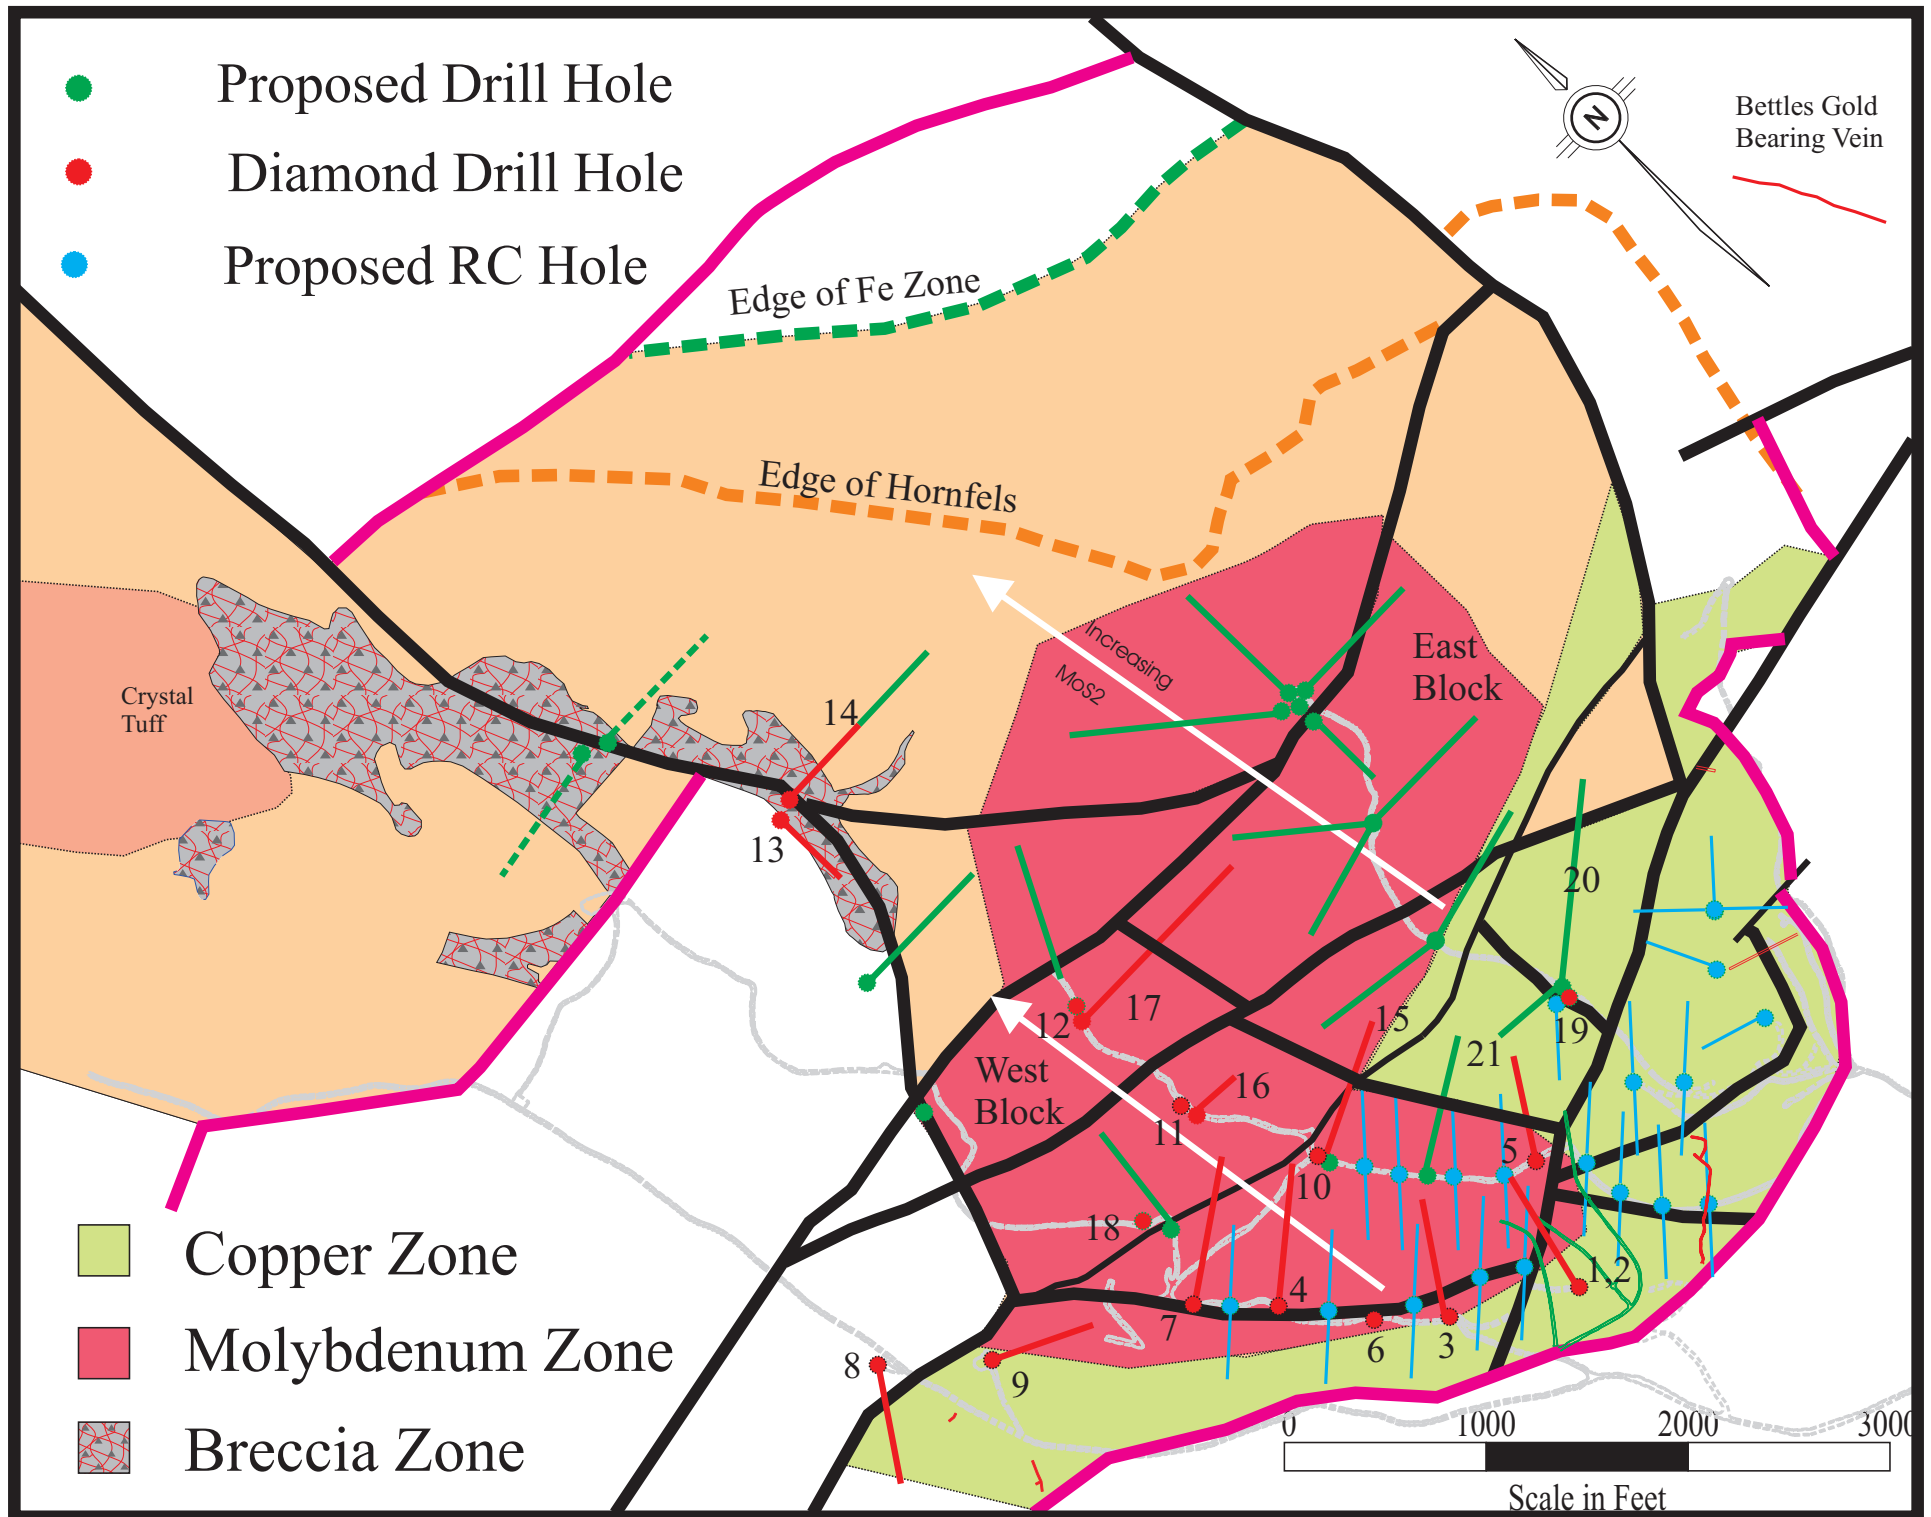 Proposed Drill Hole
Diamond Drill Hole
Proposed RC Hole
N
Bettles Gold
Bearing Vein
Edge of Fe Zone
Edge of Hornfels
Increasing
MoS2
East
Block
Crystal
Tuff
14
13
20
19
21
15
17
12
16
11
West
Block
10
5
18
1,2
4
7
6
3
8
9
Copper Zone
Molybdenum Zone
Breccia Zone
0 1000 2000 3000
Scale in Feet